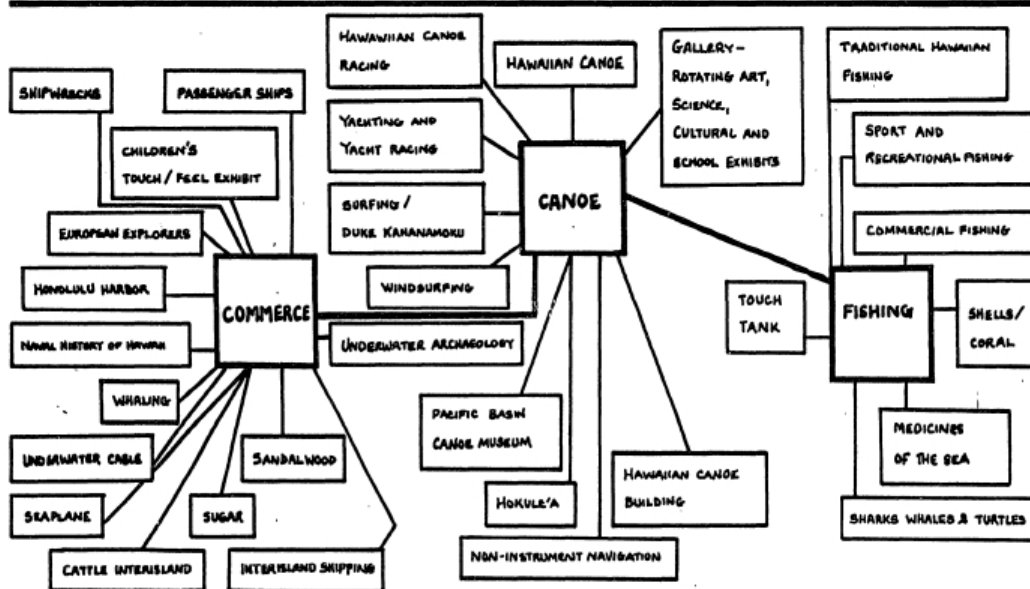 HAWAWIIAN CANOE
RACING
HAWAIIAN CANOE
GALLERY-
ROTATING ART,
SCIENCE,
CULTURAL AND
SCHOOL EXHIBITS
TRADITIONAL HAWAIIAN
FISHING
SHIPWRECKS
PASSENGER SHIPS
CHILDREN'S
TOUCH/FEEL EXHIBIT
YACHTING AND
YACHT RACING
SPORT AND
RECREATIONAL FISHING
EUROPEAN EXPLORERS
SURFING/
DUKE KAHANAMOKU
CANOE
COMMERCIAL FISHING
HONOLULU HARBOR
WINDSURFING
COMMERCE
TOUCH
TANK
FISHING
SHELLS/
CORAL
NAVAL HISTORY OF HAWAII
UNDERWATER ARCHAEOLOGY
WHALING
PACIFIC BASIN
CANOE MUSEUM
MEDICINES
OF THE SEA
UNDERWATER CABLE
SANDALWOOD
HAWAIIAN CANOE
BUILDING
SEAPLANE
SUGAR
HOKULE'A
SHARKS WHALES & TURTLES
CATTLE INTERISLAND
INTERISLAND SHIPPING
NON-INSTRUMENT NAVIGATION